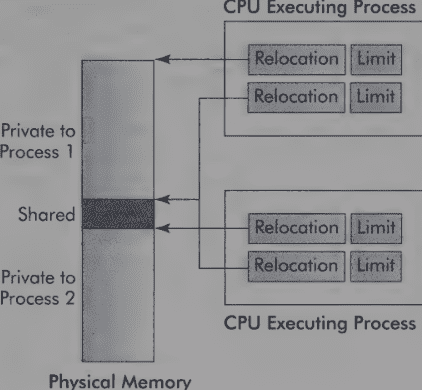 CPU Executing Process
Relocation Limit
Relocation Limit
Private to
Process 1
Shared
Relocation Limit
Relocation Limit
Private to
Process 2
CPU Executing Process
Physical Memory